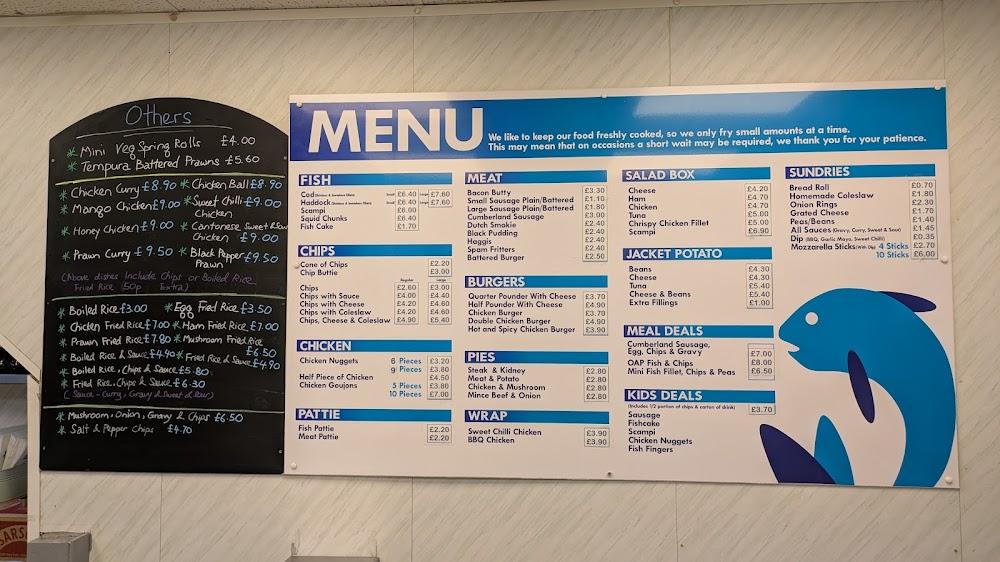 Others
* Mini Veg Spring Rolls £4.00
* Tempura Battered Prawns £5.60
* Chicken Curry £8.90 * Chicken Ball £8.90
* Mango Chicken £9.00 * Sweet Chilli Chicken £9.00
* Honey Chicken £9.00 * Cantonese Sweet & Sour Chicken £9.00
* Prawn Curry £9.50 * Black Pepper Prawn £9.50
(Above dishes Include Chips or Boiled Rice
Fried Rice 50p Extra)
* Boiled Rice £3.00 * Egg Fried Rice £3.50
* Chicken Fried Rice £7.00 * Ham Fried Rice £7.00
* Prawn Fried Rice £7.80 * Mushroom Fried Rice £6.50
* Boiled Rice & Sauce £4.40 * Fried Rice & Sauce £4.90
* Boiled Rice, Chips & Sauce £5.80
* Fried Rice, Chips & Sauce £6.30
(Sauce - Curry, Gravy & Sweet & Sour)
* Mushroom, Onion, Gravy & Chips £6.50
* Salt & Pepper Chips £4.70
MENU
We like to keep our food freshly cooked, so we only fry small amounts at a time.
This may mean that on occasions a short wait may be required, we thank you for your patience.
FISH
Cod Small £6.40 Large £7.60
Haddock Small £6.40 Large £7.60
Scampi £6.00
Squid Chunks £6.40
Fish Cake £1.70
CHIPS
Cone of Chips £2.20
Chip Buttie £3.00
Regular Large
Chips £2.60 £3.00
Chips with Sauce £4.00 £4.40
Chips with Cheese £4.20 £4.60
Chips with Coleslaw £4.20 £4.60
Chips, Cheese & Coleslaw £4.90 £5.40
CHICKEN
Chicken Nuggets 6 Pieces £3.20
9 Pieces £3.80
Half Piece of Chicken £4.50
Chicken Goujons 5 Pieces £3.80
10 Pieces £7.00
PATTIE
Fish Pattie £2.20
Meat Pattie £2.20
MEAT
Bacon Butty £3.30
Small Sausage Plain/Battered £1.10
Large Sausage Plain/Battered £1.80
Cumberland Sausage £3.00
Dutch Smokie £2.40
Black Pudding £2.40
Haggis £2.40
Spam Fritters £2.40
Battered Burger £2.50
BURGERS
Quarter Pounder With Cheese £3.70
Half Pounder With Cheese £4.90
Chicken Burger £3.70
Double Chicken Burger £4.90
Hot and Spicy Chicken Burger £3.90
PIES
Steak & Kidney £2.80
Meat & Potato £2.80
Chicken & Mushroom £2.80
Mince Beef & Onion £2.80
WRAP
Sweet Chilli Chicken £3.90
BBQ Chicken £3.90
SALAD BOX
Cheese £4.20
Ham £4.70
Chicken £4.70
Tuna £5.00
Chrispy Chicken Fillet £5.00
Scampi £6.90
JACKET POTATO
Beans £4.30
Cheese £4.30
Tuna £5.40
Cheese & Beans £5.40
Extra Fillings £1.00
MEAL DEALS
Cumberland Sausage,
Egg, Chips & Gravy £7.00
OAP Fish & Chips £8.00
Mini Fish Fillet, Chips & Peas £6.50
KIDS DEALS
(Includes 1/2 portion of chips & carton of drink) £3.70
Sausage
Fishcake
Scampi
Chicken Nuggets
Fish Fingers
SUNDRIES
Bread Roll £0.70
Homemade Coleslaw £1.80
Onion Rings £2.30
Grated Cheese £1.70
Peas/Beans £1.40
All Sauces (Gravy, Curry, Sweet & Sour) £1.45
Dip (BBQ, Garlic Mayo, Sweet Chilli) £0.35
Mozzarella Sticks (With Dip) 4 Sticks £2.70
10 Sticks £6.00